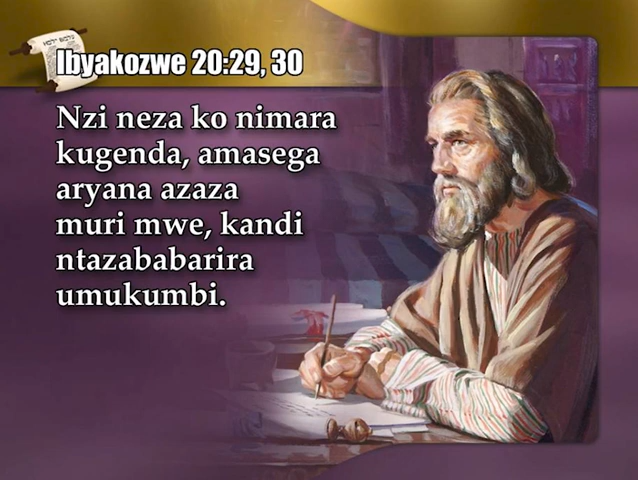 Ibyakozwe 20:29, 30
Nzi neza ko nimara
kugenda, amasega
aryana azaza
muri mwe, kandi
ntazababarira
umukumbi.